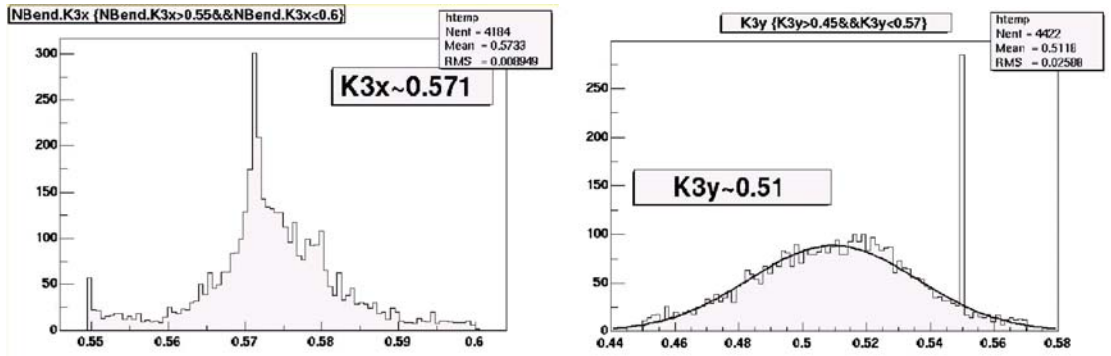 NBend.K3x {NBend.K3x>0.55&&NBend.K3x<0.6}
htemp
Nent = 4184
Mean = 0.5733
RMS = 0.008949
K3x~0.571
300
250
200
150
100
50
0
0.55 0.56 0.57 0.58 0.59 0.6
K3y {K3y>0.45&&K3y<0.57}
htemp
Nent = 4422
Mean = 0.5118
RMS = 0.02588
K3y~0.51
250
200
150
100
50
0
0.44 0.46 0.48 0.5 0.52 0.54 0.56 0.58